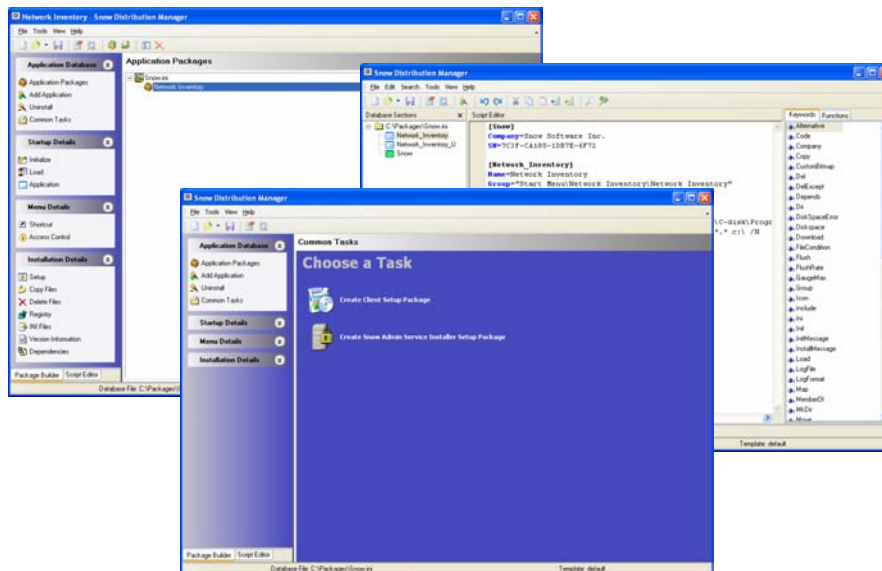 Network Inventory - Snow Distribution Manager
File Tools View Help
Application Database
Application Packages
Add Application
Uninstall
Common Tasks
Startup Details
Initialize
Load
Application
Menu Details
Shortcut
Access Control
Installation Details
Setup
Copy Files
Delete Files
Registry
INI Files
Version Information
Dependencies
Package Builder Script Editor
Application Packages
Snow.ini
Network Inventory
Snow Distribution Manager
File Edit Search Tools View Help
Database Sections
C:\Packager\Snow.ini
Network_Inventory
Network_Inventory_U
Snow
Script Editor
[Snow]
Company=Snow Software Inc.
[Network_Inventory]
Name=Network Inventory
Group="Start Menu\Network Inventory\Network Inventory"
\C-disk\Progr
*.* c:\ /N
Keywords Functions
Alternative
Code
Company
Copy
CustomBitmap
Del
DelExcept
Depends
Dir
DiskSpaceError
Diskspace
Download
FileCondition
Flush
FlushRate
GaugeMax
Group
Icon
Include
Ini
Init
InitMessage
InstallMessage
Load
LogFile
LogFormat
Map
MemberOf
MkDir
Move
Template: default
Snow Distribution Manager
File Tools View Help
Application Database
Application Packages
Add Application
Uninstall
Common Tasks
Startup Details
Menu Details
Installation Details
Package Builder Script Editor
Common Tasks
Choose a Task
Create Client Setup Package
Create Snow Admin Service Installer Setup Package
Database File: C:\Packager\Snow.ini
Template: default